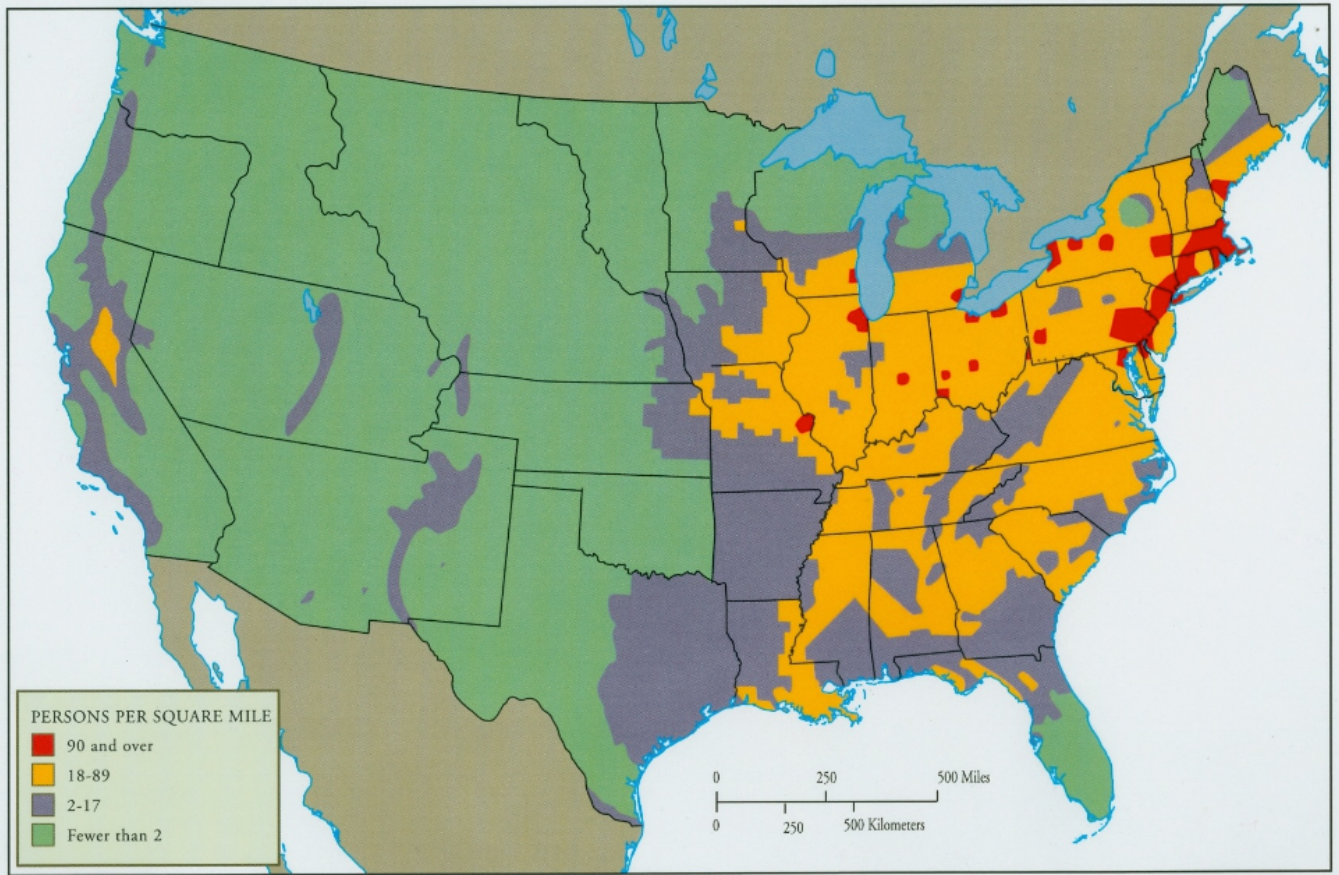 PERSONS PER SQUARE MILE
90 and over
18-89
2-17
Fewer than 2
0 250 500 Miles
0 250 500 Kilometers